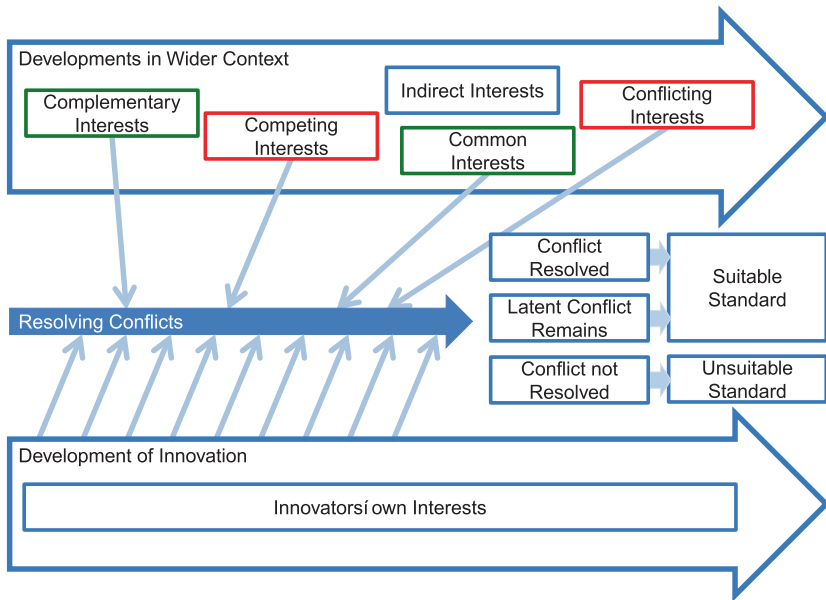 Developments in Wider Context
Complementary
Interests
Competing
Interests
Indirect Interests
Common
Interests
Conflicting
Interests
Conflict
Resolved
Latent Conflict
Remains
Conflict not
Resolved
Suitable
Standard
Unsuitable
Standard
Resolving Conflicts
Development of Innovation
Innovatorsí own Interests